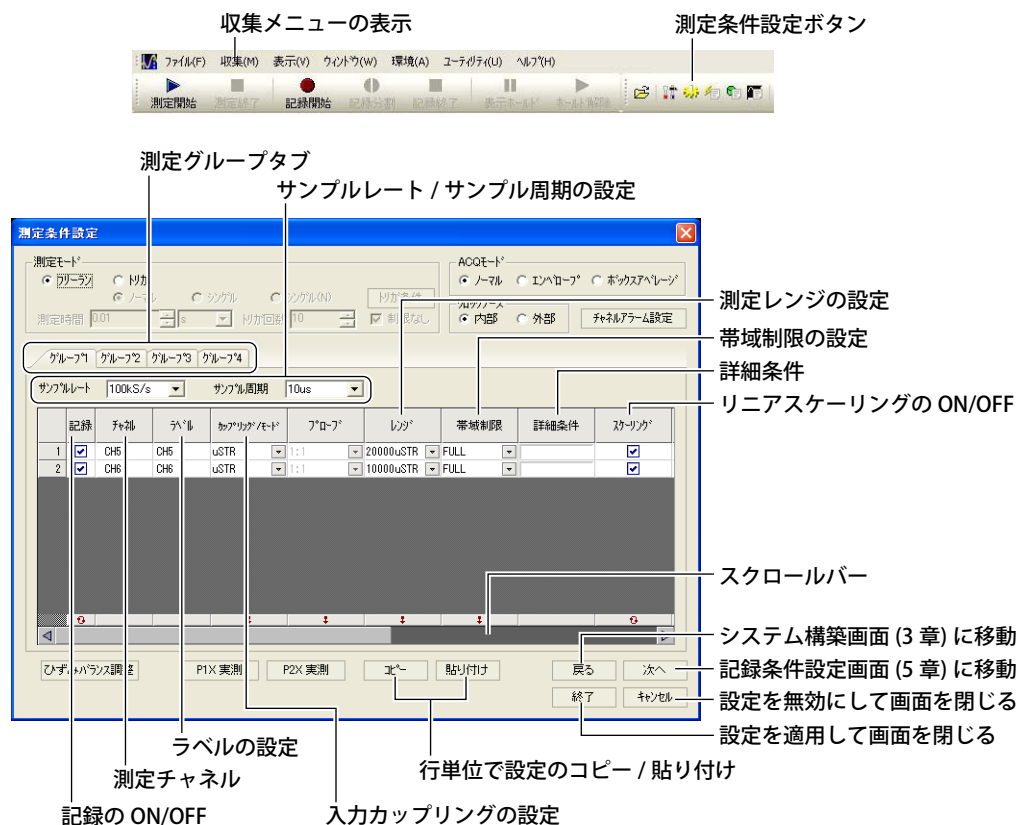 収集メニューの表示
測定条件設定ボタン
ファイル(F) 収集(M) 表示(V) ウィンドウ(W) 環境(A) ユーティリティ(U) ヘルプ(H)
測定開始 測定終了 記録開始 記録分割 記録終了 表示ホールド ホールド解除
測定グループタブ
サンプルレート / サンプル周期の設定
測定条件設定
測定モード
フリーラン トリガ
ノーマル シングル シングル(N) トリガ条件
測定時間 0.01 s トリガ回数 10 制限なし
ACQモード
ノーマル エンベロープ ボックスアベレージ
クロックソース
内部 外部 チャネルアラーム設定
グループ1 グループ2 グループ3 グループ4
サンプルレート 100kS/s サンプル周期 10us
記録 チャネル ラベル カップリング/モード プローブ レンジ 帯域制限 詳細条件 スケーリング
1 CH5 CH5 uSTR 1:1 20000uSTR FULL
2 CH6 CH6 uSTR 1:1 10000uSTR FULL
ひずみバランス調整 P1X 実測 P2X 実測 コピー 貼り付け 戻る 次へ
終了 キャンセル
測定レンジの設定
帯域制限の設定
詳細条件
リニアスケーリングの ON/OFF
スクロールバー
システム構築画面 (3 章) に移動
記録条件設定画面 (5 章) に移動
設定を無効にして画面を閉じる
設定を適用して画面を閉じる
ラベルの設定
行単位で設定のコピー / 貼り付け
測定チャネル
記録の ON/OFF
入力カップリングの設定